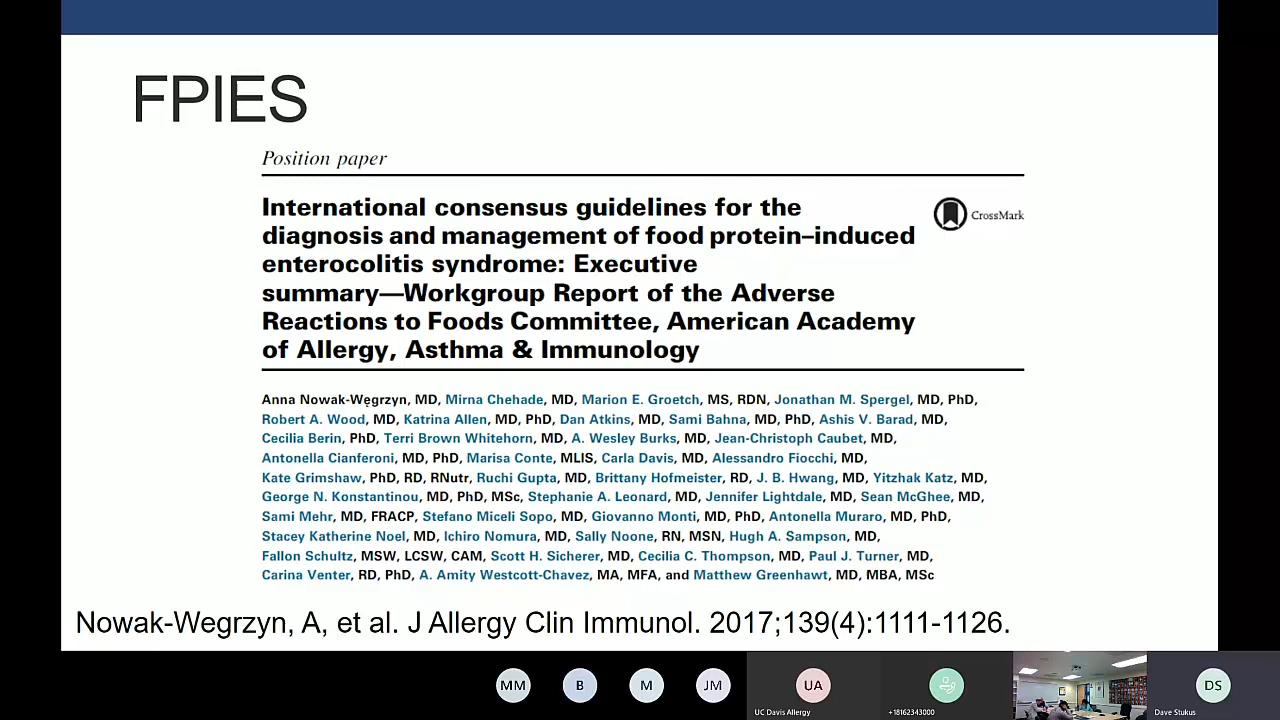 FPIES
Position paper
International consensus guidelines for the
diagnosis and management of food protein–induced
enterocolitis syndrome: Executive
summary—Workgroup Report of the Adverse
Reactions to Foods Committee, American Academy
of Allergy, Asthma & Immunology
CrossMark
Anna Nowak-Węgrzyn, MD, Mirna Chehade, MD, Marion E. Groetch, MS, RDN, Jonathan M. Spergel, MD, PhD,
Robert A. Wood, MD, Katrina Allen, MD, PhD, Dan Atkins, MD, Sami Bahna, MD, PhD, Ashis V. Barad, MD,
Cecilia Berin, PhD, Terri Brown Whitehorn, MD, A. Wesley Burks, MD, Jean-Christoph Caubet, MD,
Antonella Cianferoni, MD, PhD, Marisa Conte, MLIS, Carla Davis, MD, Alessandro Fiocchi, MD,
Kate Grimshaw, PhD, RD, RNutr, Ruchi Gupta, MD, Brittany Hofmeister, RD, J. B. Hwang, MD, Yitzhak Katz, MD,
George N. Konstantinou, MD, PhD, MSc, Stephanie A. Leonard, MD, Jennifer Lightdale, MD, Sean McGhee, MD,
Sami Mehr, MD, FRACP, Stefano Miceli Sopo, MD, Giovanno Monti, MD, PhD, Antonella Muraro, MD, PhD,
Stacey Katherine Noel, MD, Ichiro Nomura, MD, Sally Noone, RN, MSN, Hugh A. Sampson, MD,
Fallon Schultz, MSW, LCSW, CAM, Scott H. Sicherer, MD, Cecilia C. Thompson, MD, Paul J. Turner, MD,
Carina Venter, RD, PhD, A. Amity Westcott-Chavez, MA, MFA, and Matthew Greenhawt, MD, MBA, MSc
Nowak-Wegrzyn, A, et al. J Allergy Clin Immunol. 2017;139(4):1111-1126.
MM
B
M
JM
UA
DS
UC Davis Allergy
+18162343000
Dave Stukus